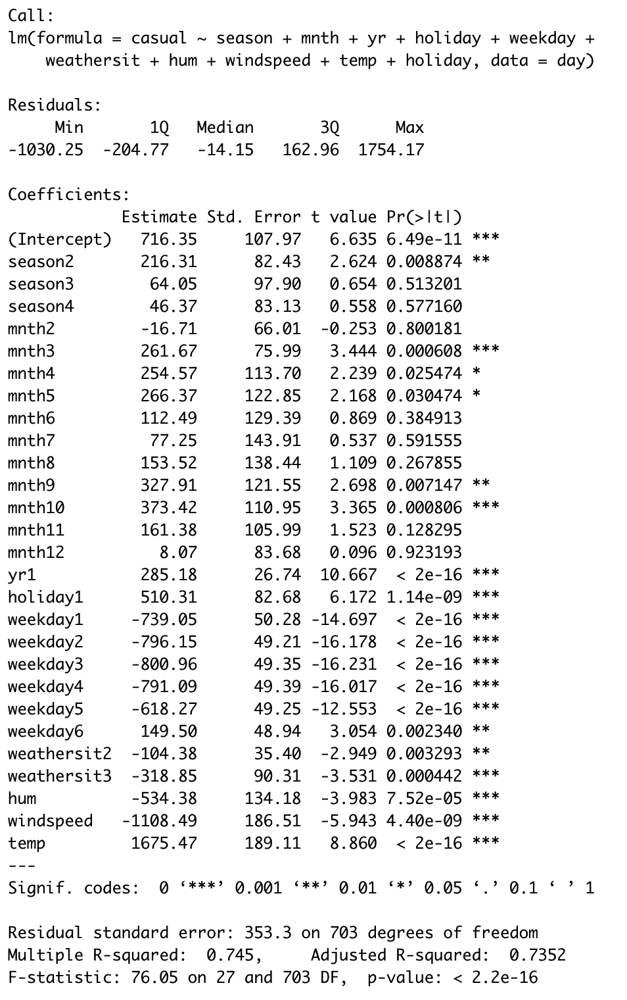 Call:
lm(formula = casual ~ season + mnth + yr + holiday + weekday +
    weathersit + hum + windspeed + temp + holiday, data = day)

Residuals:
     Min       1Q   Median       3Q      Max
-1030.25  -204.77   -14.15   162.96  1754.17

Coefficients:
            Estimate Std. Error t value Pr(>|t|)
(Intercept)   716.35     107.97   6.635 6.49e-11 ***
season2       216.31      82.43   2.624 0.008874 **
season3        64.05      97.90   0.654 0.513201
season4        46.37      83.13   0.558 0.577160
mnth2         -16.71      66.01  -0.253 0.800181
mnth3         261.67      75.99   3.444 0.000608 ***
mnth4         254.57     113.70   2.239 0.025474 *
mnth5         266.37     122.85   2.168 0.030474 *
mnth6         112.49     129.39   0.869 0.384913
mnth7          77.25     143.91   0.537 0.591555
mnth8         153.52     138.44   1.109 0.267855
mnth9         327.91     121.55   2.698 0.007147 **
mnth10        373.42     110.95   3.365 0.000806 ***
mnth11        161.38     105.99   1.523 0.128295
mnth12          8.07      83.68   0.096 0.923193
yr1           285.18      26.74  10.667  < 2e-16 ***
holiday1      510.31      82.68   6.172 1.14e-09 ***
weekday1     -739.05      50.28 -14.697  < 2e-16 ***
weekday2     -796.15      49.21 -16.178  < 2e-16 ***
weekday3     -800.96      49.35 -16.231  < 2e-16 ***
weekday4     -791.09      49.39 -16.017  < 2e-16 ***
weekday5     -618.27      49.25 -12.553  < 2e-16 ***
weekday6      149.50      48.94   3.054 0.002340 **
weathersit2  -104.38      35.40  -2.949 0.003293 **
weathersit3  -318.85      90.31  -3.531 0.000442 ***
hum          -534.38     134.18  -3.983 7.52e-05 ***
windspeed   -1108.49     186.51  -5.943 4.40e-09 ***
temp         1675.47     189.11   8.860  < 2e-16 ***
---
Signif. codes:  0 ‘***’ 0.001 ‘**’ 0.01 ‘*’ 0.05 ‘.’ 0.1 ‘ ’ 1

Residual standard error: 353.3 on 703 degrees of freedom
Multiple R-squared:  0.745,	Adjusted R-squared:  0.7352
F-statistic: 76.05 on 27 and 703 DF,  p-value: < 2.2e-16